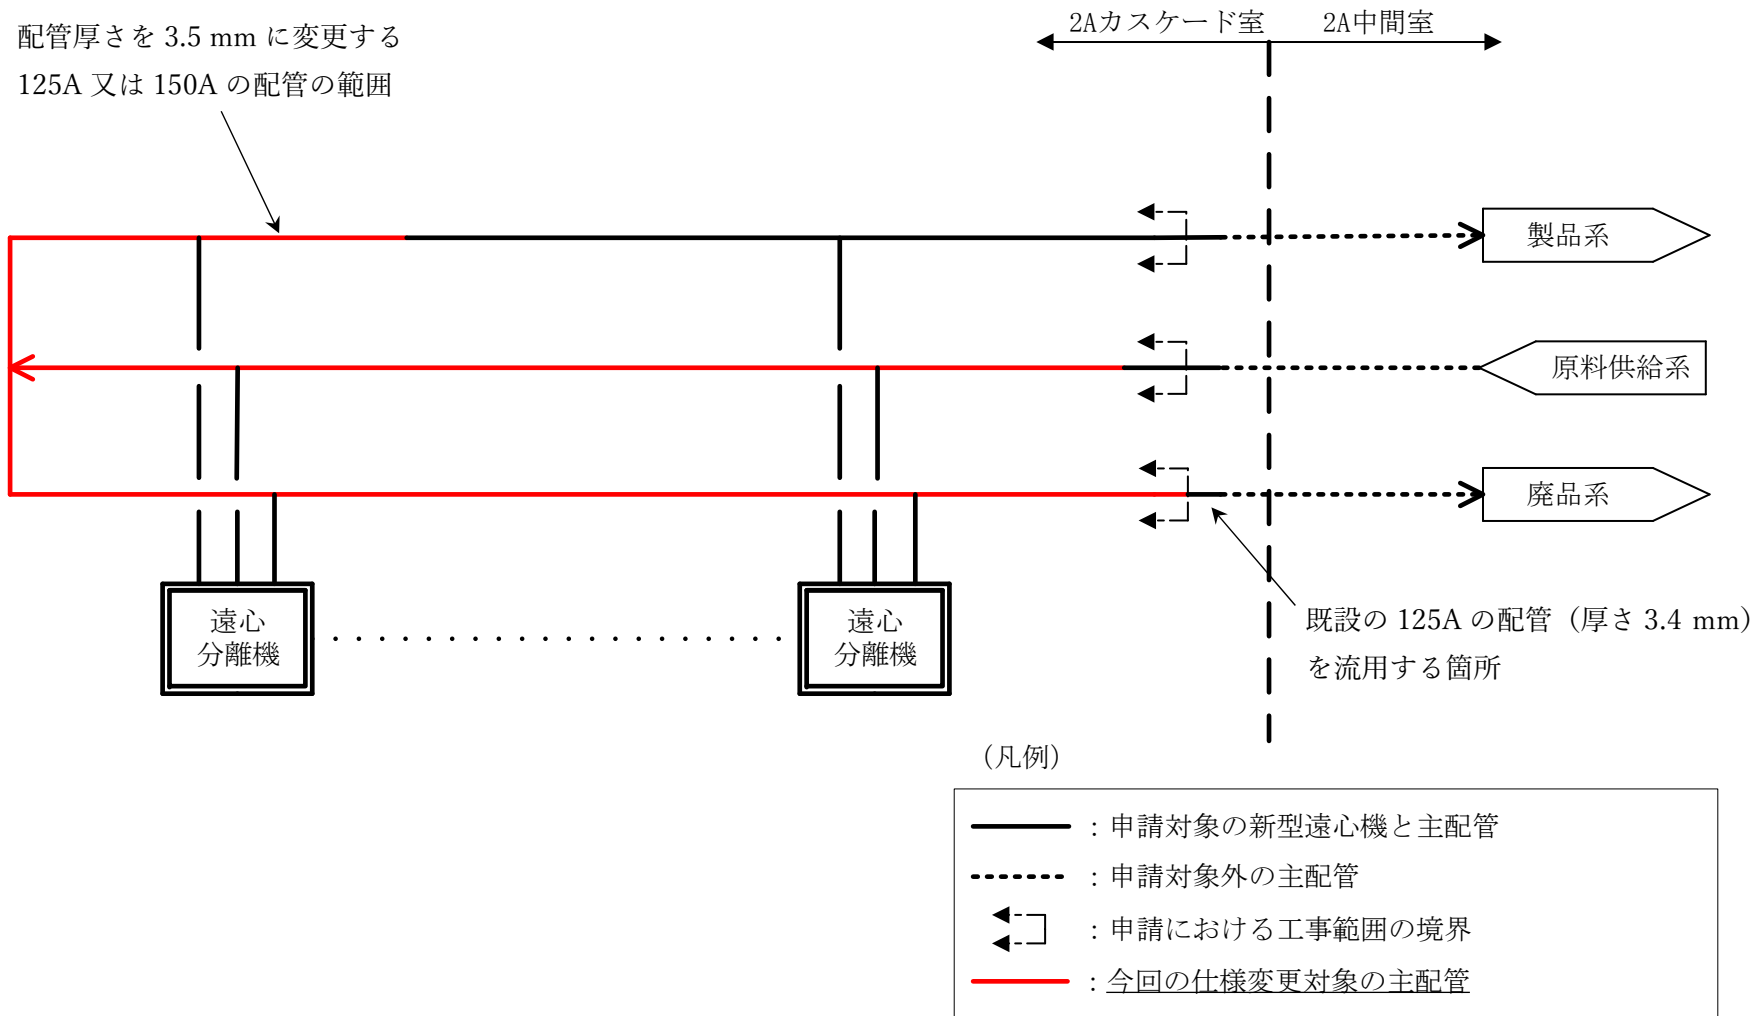 配管厚さを 3.5 mm に変更する
125A 又は 150A の配管の範囲
2Aカスケード室
2A中間室
製品系
原料供給系
廃品系
遠心
分離機
遠心
分離機
既設の 125A の配管（厚さ 3.4 mm）
を流用する箇所
（凡例）
：申請対象の新型遠心機と主配管
：申請対象外の主配管
：申請における工事範囲の境界
：今回の仕様変更対象の主配管